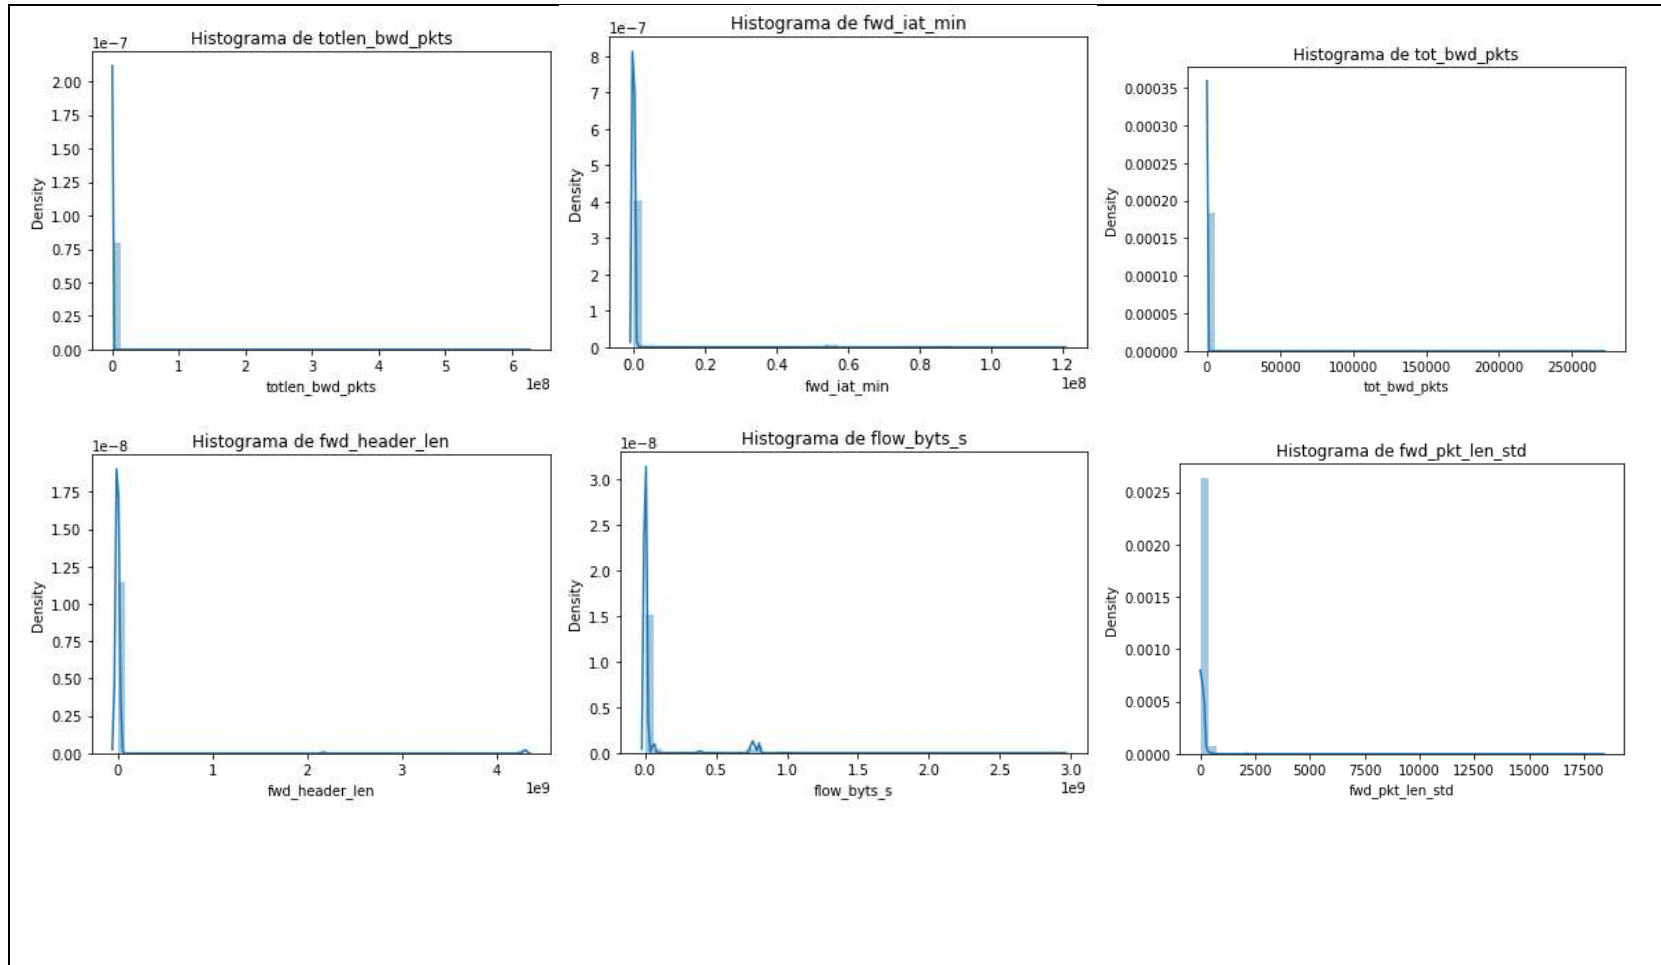 Histograma de totlen_bwd_pkts
1e−7
2.00
1.75
1.50
1.25
1.00
0.75
0.50
0.25
0.00
Density
0 1 2 3 4 5 6
1e8
totlen_bwd_pkts
Histograma de fwd_iat_min
1e−7
8
7
6
5
4
3
2
1
0
Density
0.0 0.2 0.4 0.6 0.8 1.0 1.2
1e8
fwd_iat_min
Histograma de tot_bwd_pkts
0.00035
0.00030
0.00025
0.00020
0.00015
0.00010
0.00005
0.00000
Density
0 50000 100000 150000 200000 250000
tot_bwd_pkts
Histograma de fwd_header_len
1e−8
1.75
1.50
1.25
1.00
0.75
0.50
0.25
0.00
Density
0 1 2 3 4
1e9
fwd_header_len
Histograma de flow_byts_s
1e−8
3.0
2.5
2.0
1.5
1.0
0.5
0.0
Density
0.0 0.5 1.0 1.5 2.0 2.5 3.0
1e9
flow_byts_s
Histograma de fwd_pkt_len_std
0.0025
0.0020
0.0015
0.0010
0.0005
0.0000
Density
0 2500 5000 7500 10000 12500 15000 17500
fwd_pkt_len_std